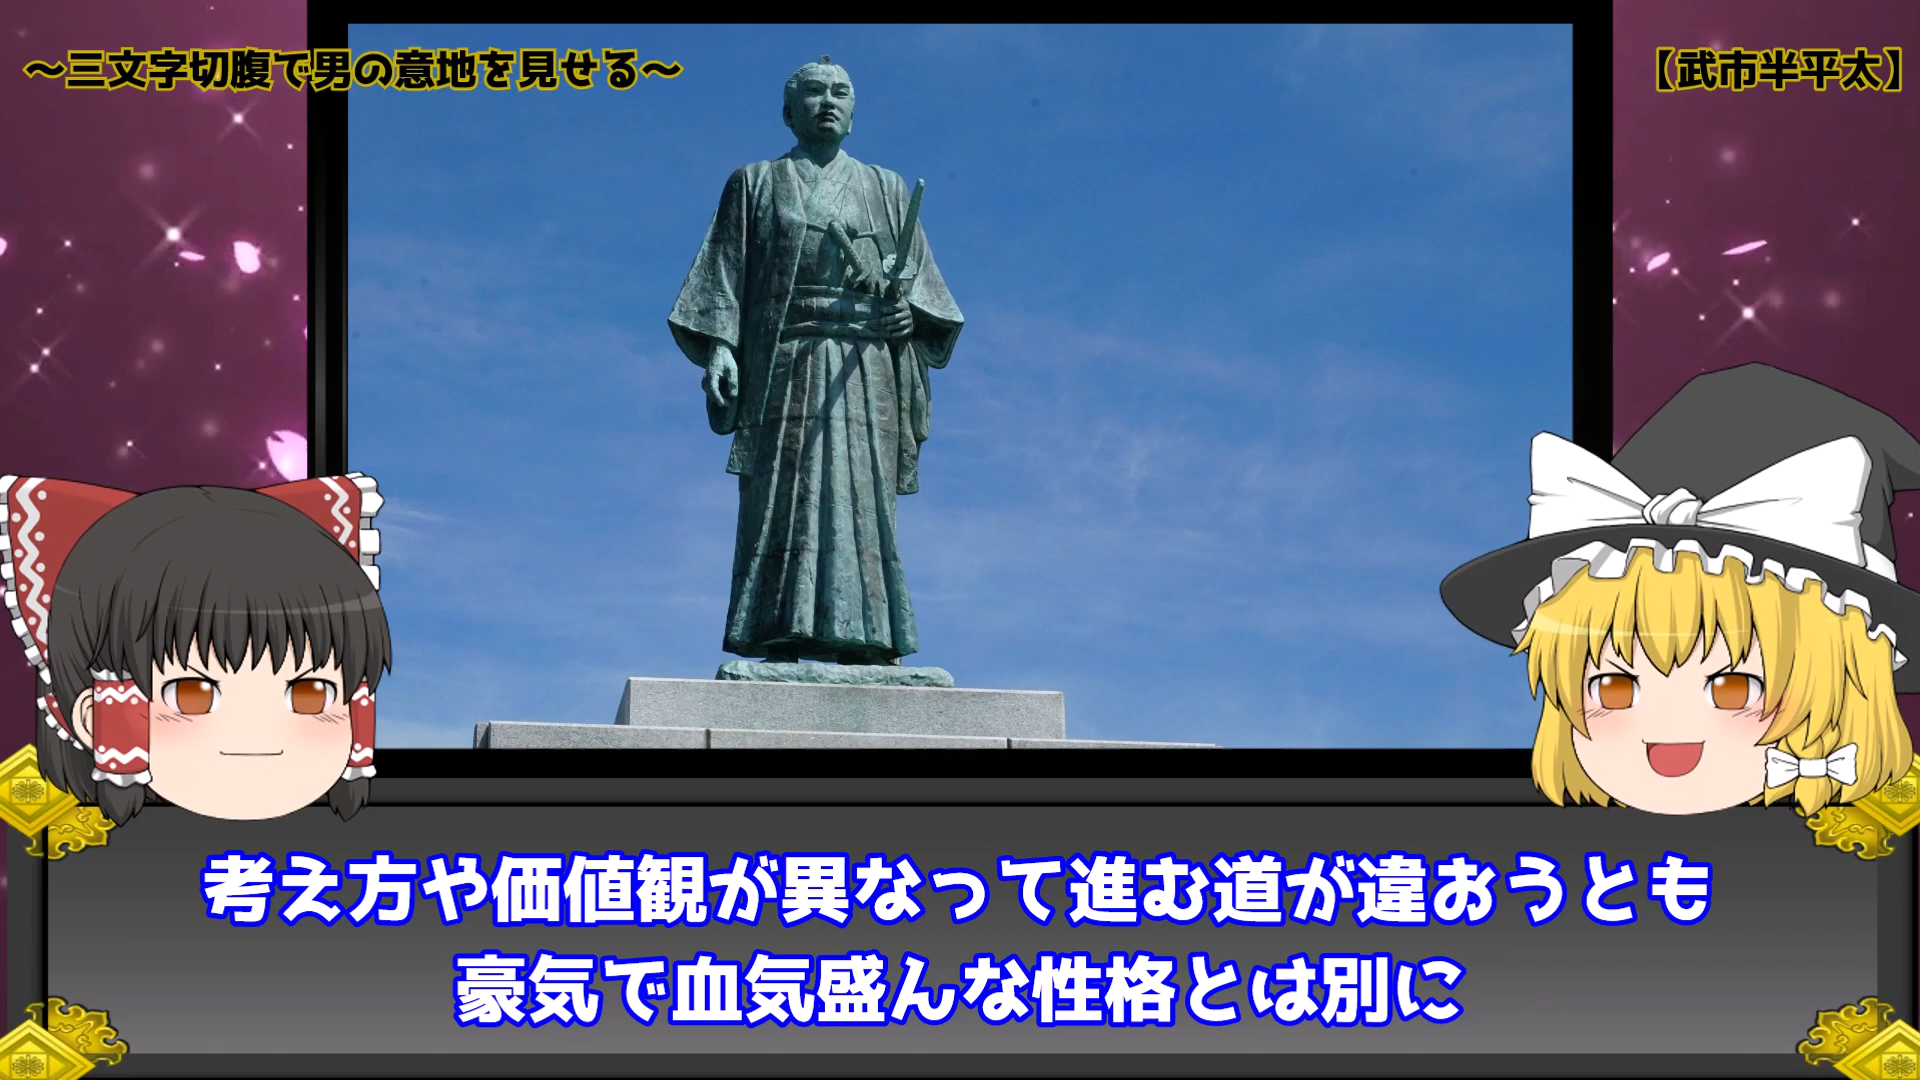 ～三文字切腹で男の意地を見せる～
【武市半平太】
考え方や価値観が異なって進む道が違おうとも
豪気で血気盛んな性格とは別に